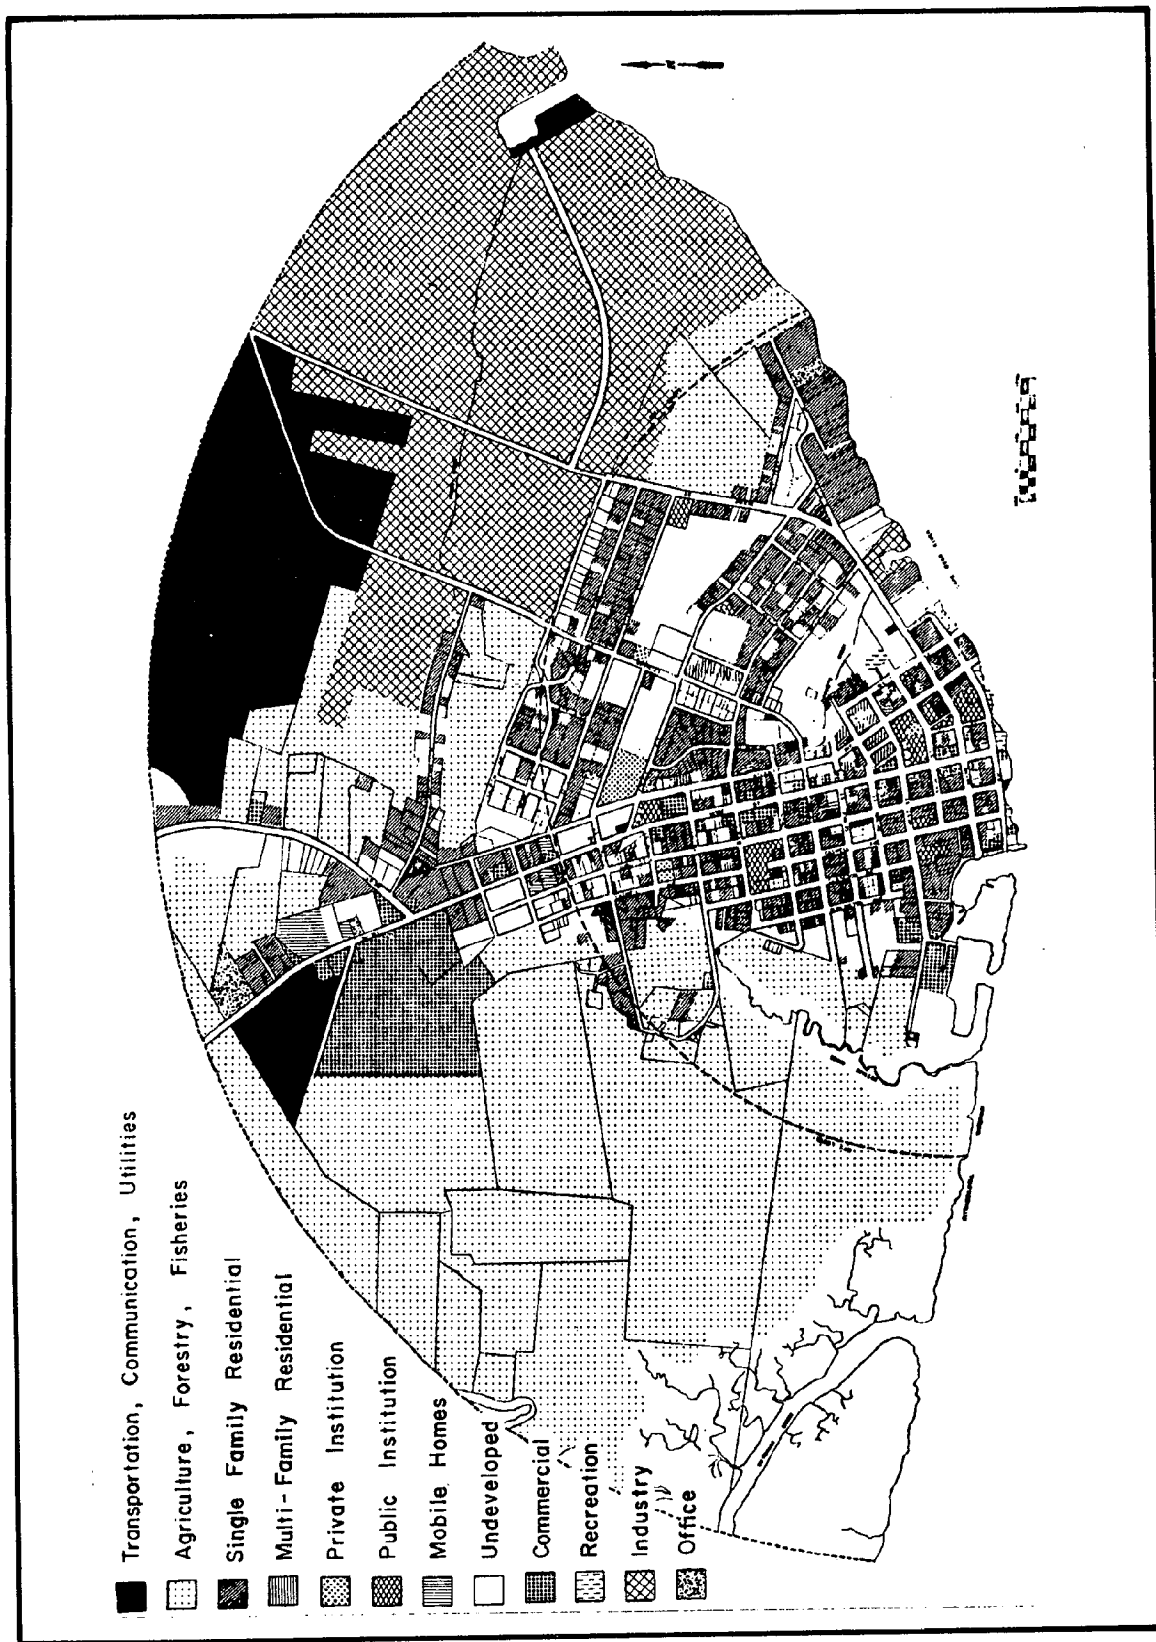 Transportation, Communication, Utilities
Agriculture, Forestry, Fisheries
Single Family Residential
Multi-Family Residential
Private Institution
Public Institution
Mobile Homes
Undeveloped
Commercial
Recreation
Industry
Office